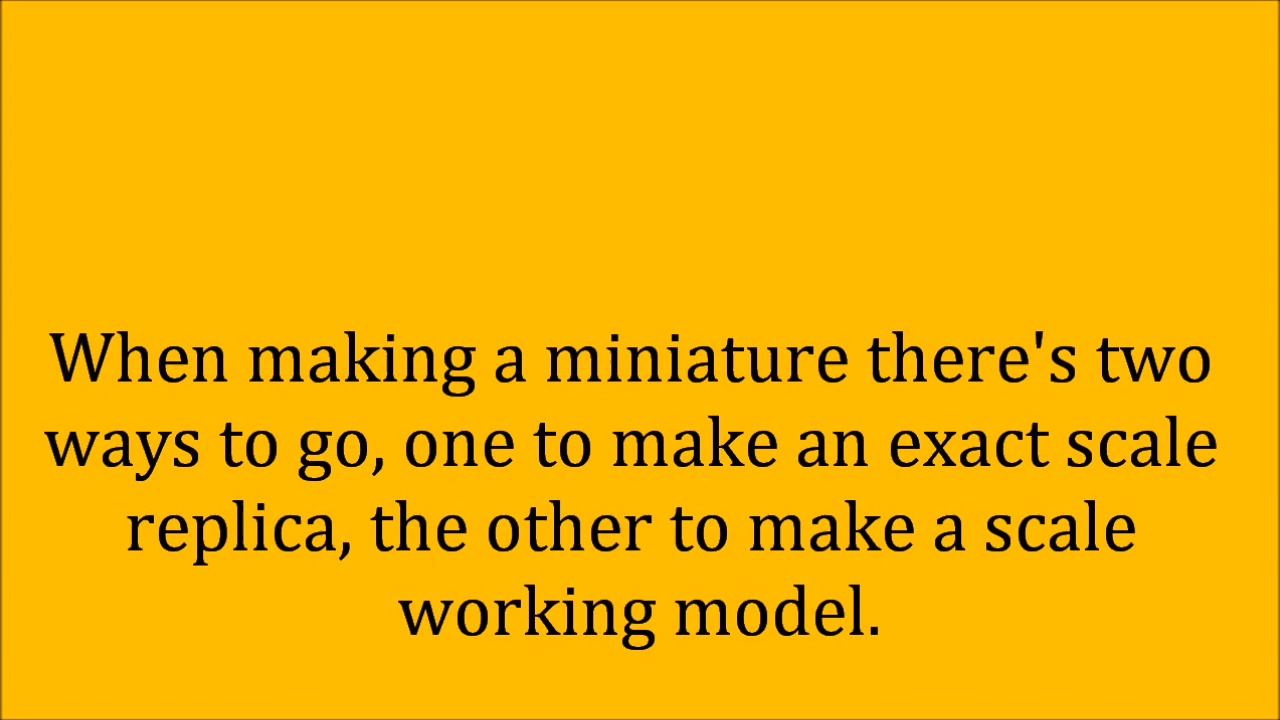 When making a miniature there's two
ways to go, one to make an exact scale
replica, the other to make a scale
working model.